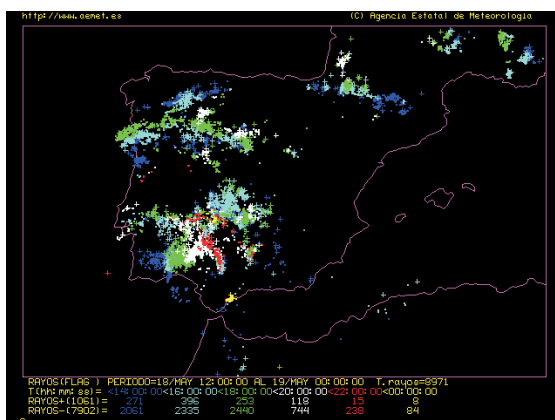 http://www.aemet.es (C) Agencia Estatal de Meteorologia
RAYOS(FLAG ) PERIODO=18/MAY 12:00:00 AL 19/MAY 00:00:00 T.rayos=8971
T(hh:mm:ss)= <14:00:00<16:00:00<18:00:00<20:00:00<22:00:00<00:00:00
RAYOS+(1061)= 271 396 253 118 15 8
RAYOS-(7902)= 2061 2335 2440 744 238 84